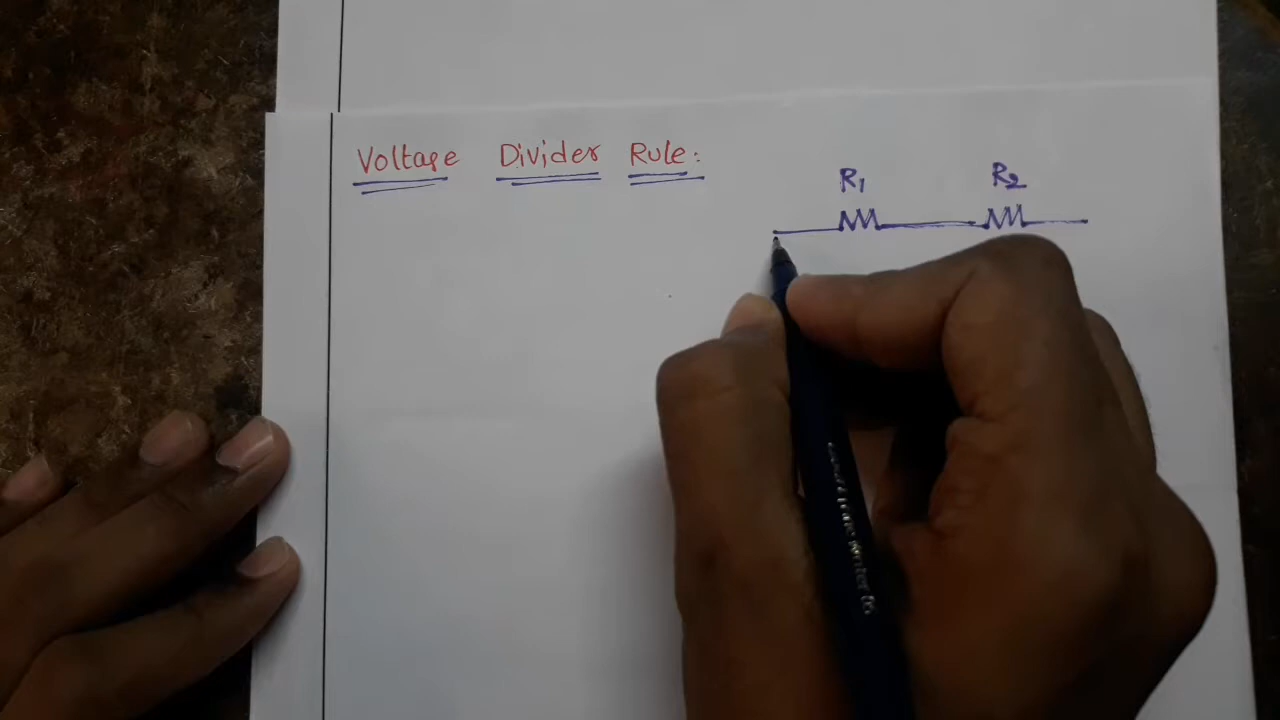 Voltage Divider Rule:
R₁ R₂